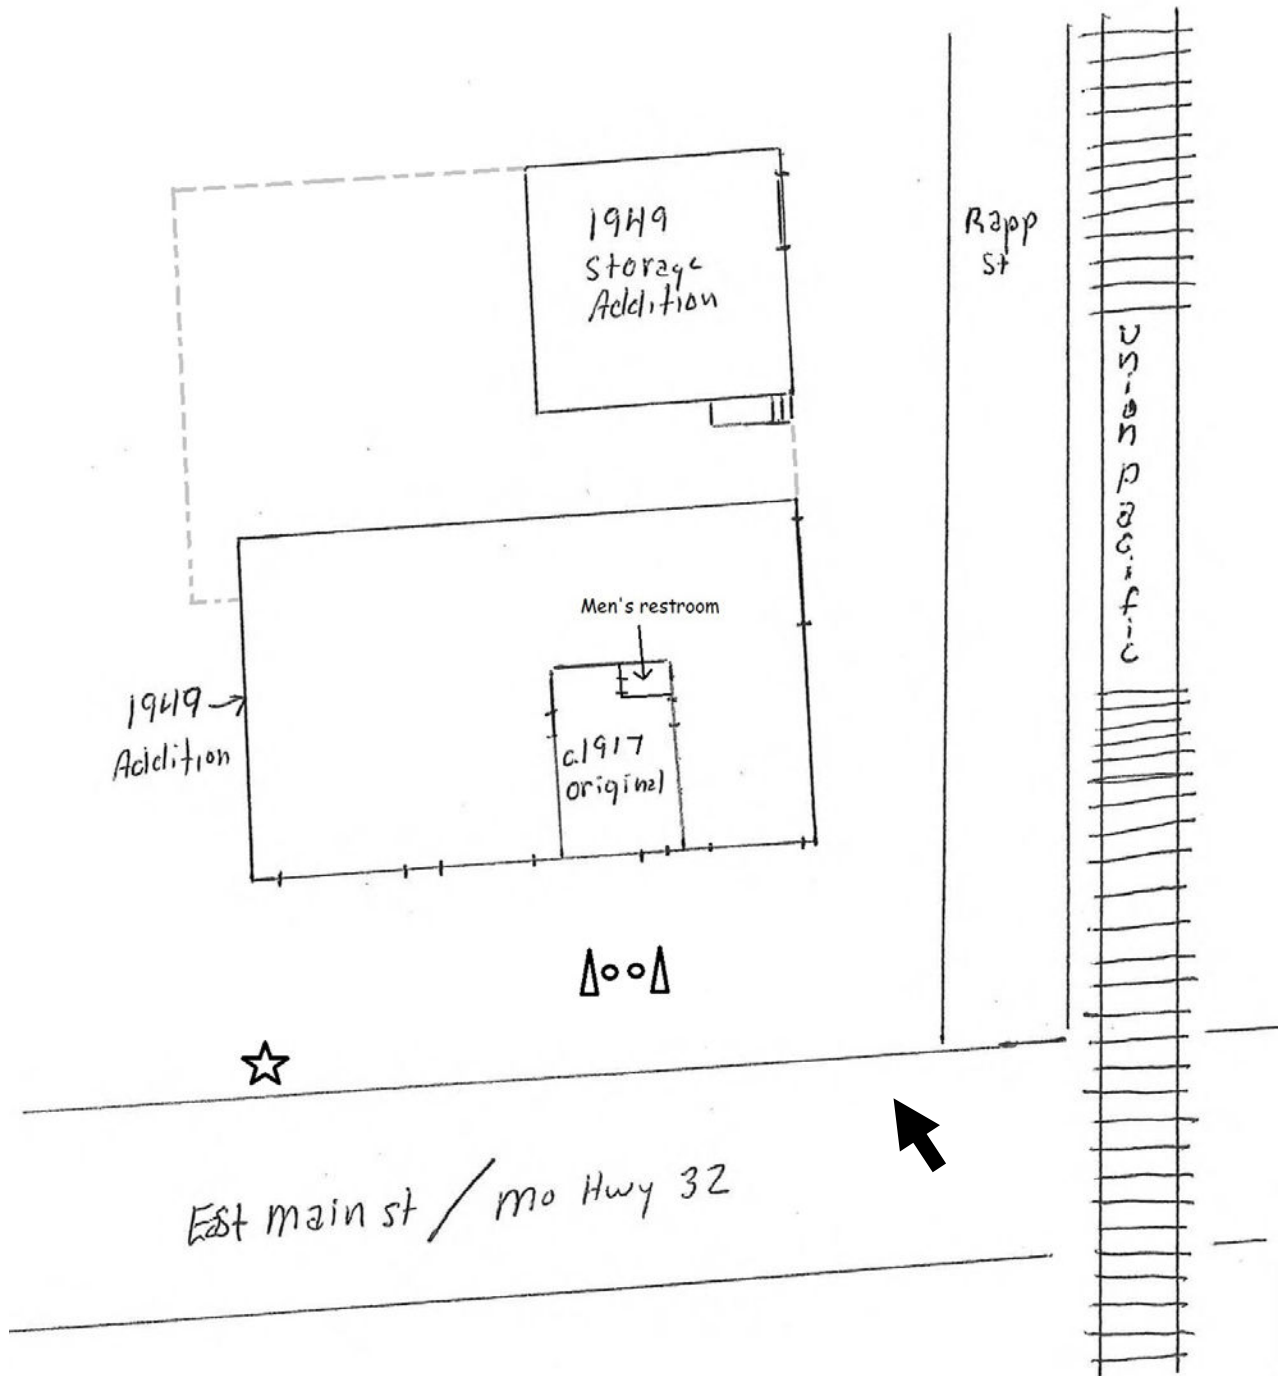 1949
Storage
Addition
Rapp
St
Union Pacific
Men's restroom
1949
Addition
c.1917
original
East main st / mo Hwy 32